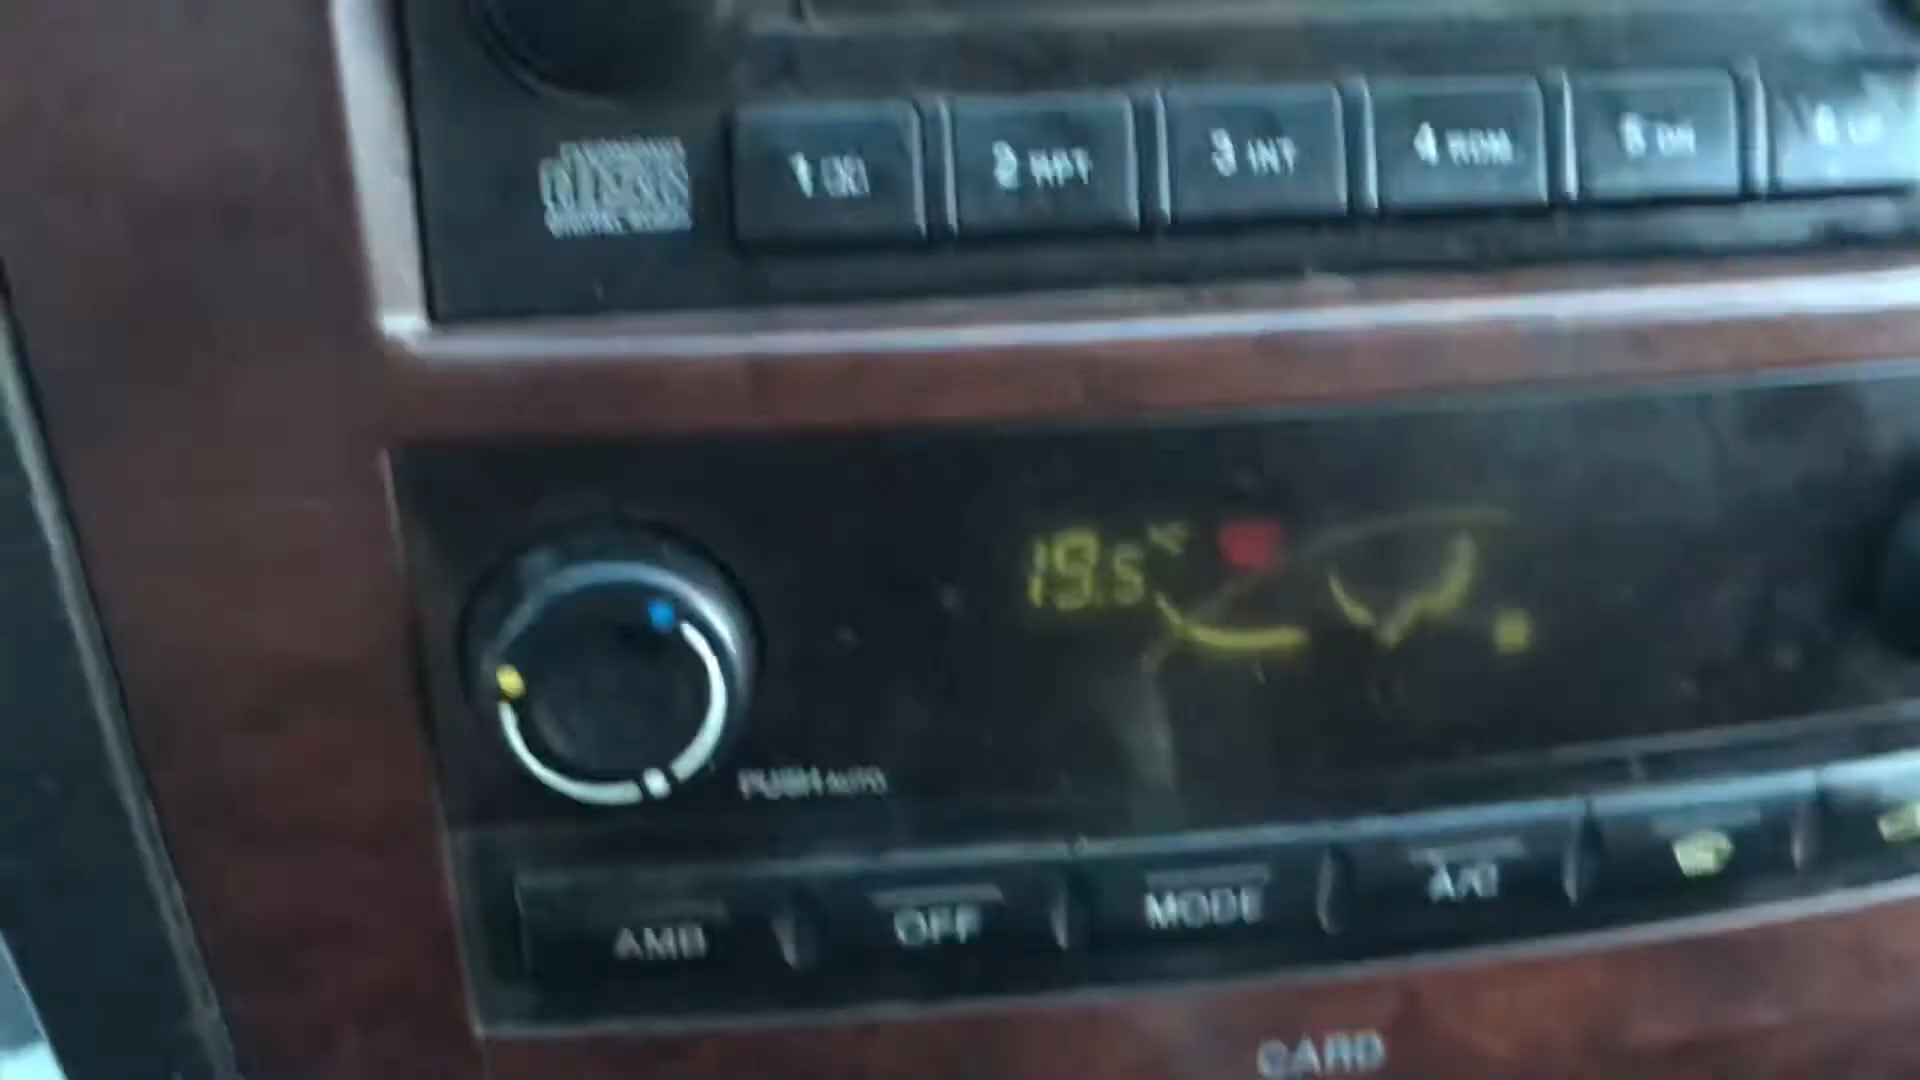 COMPACT
disc
DIGITAL AUDIO
1
2 RPT
3 INT
4 RDM
5 DN
6 UP
19.5 °C
PUSH AUTO
AMB
OFF
MODE
A/C
CARD